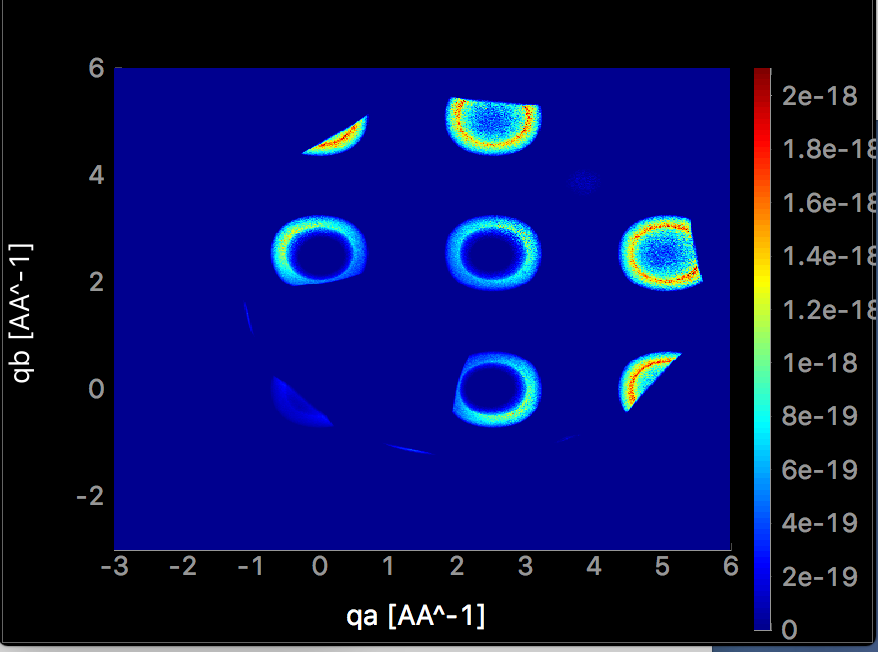 6
4
2
0
-2
qb [AA^-1]
-3 -2 -1 0 1 2 3 4 5 6
qa [AA^-1]
2e-18
1.8e-18
1.6e-18
1.4e-18
1.2e-18
1e-18
8e-19
6e-19
4e-19
2e-19
0